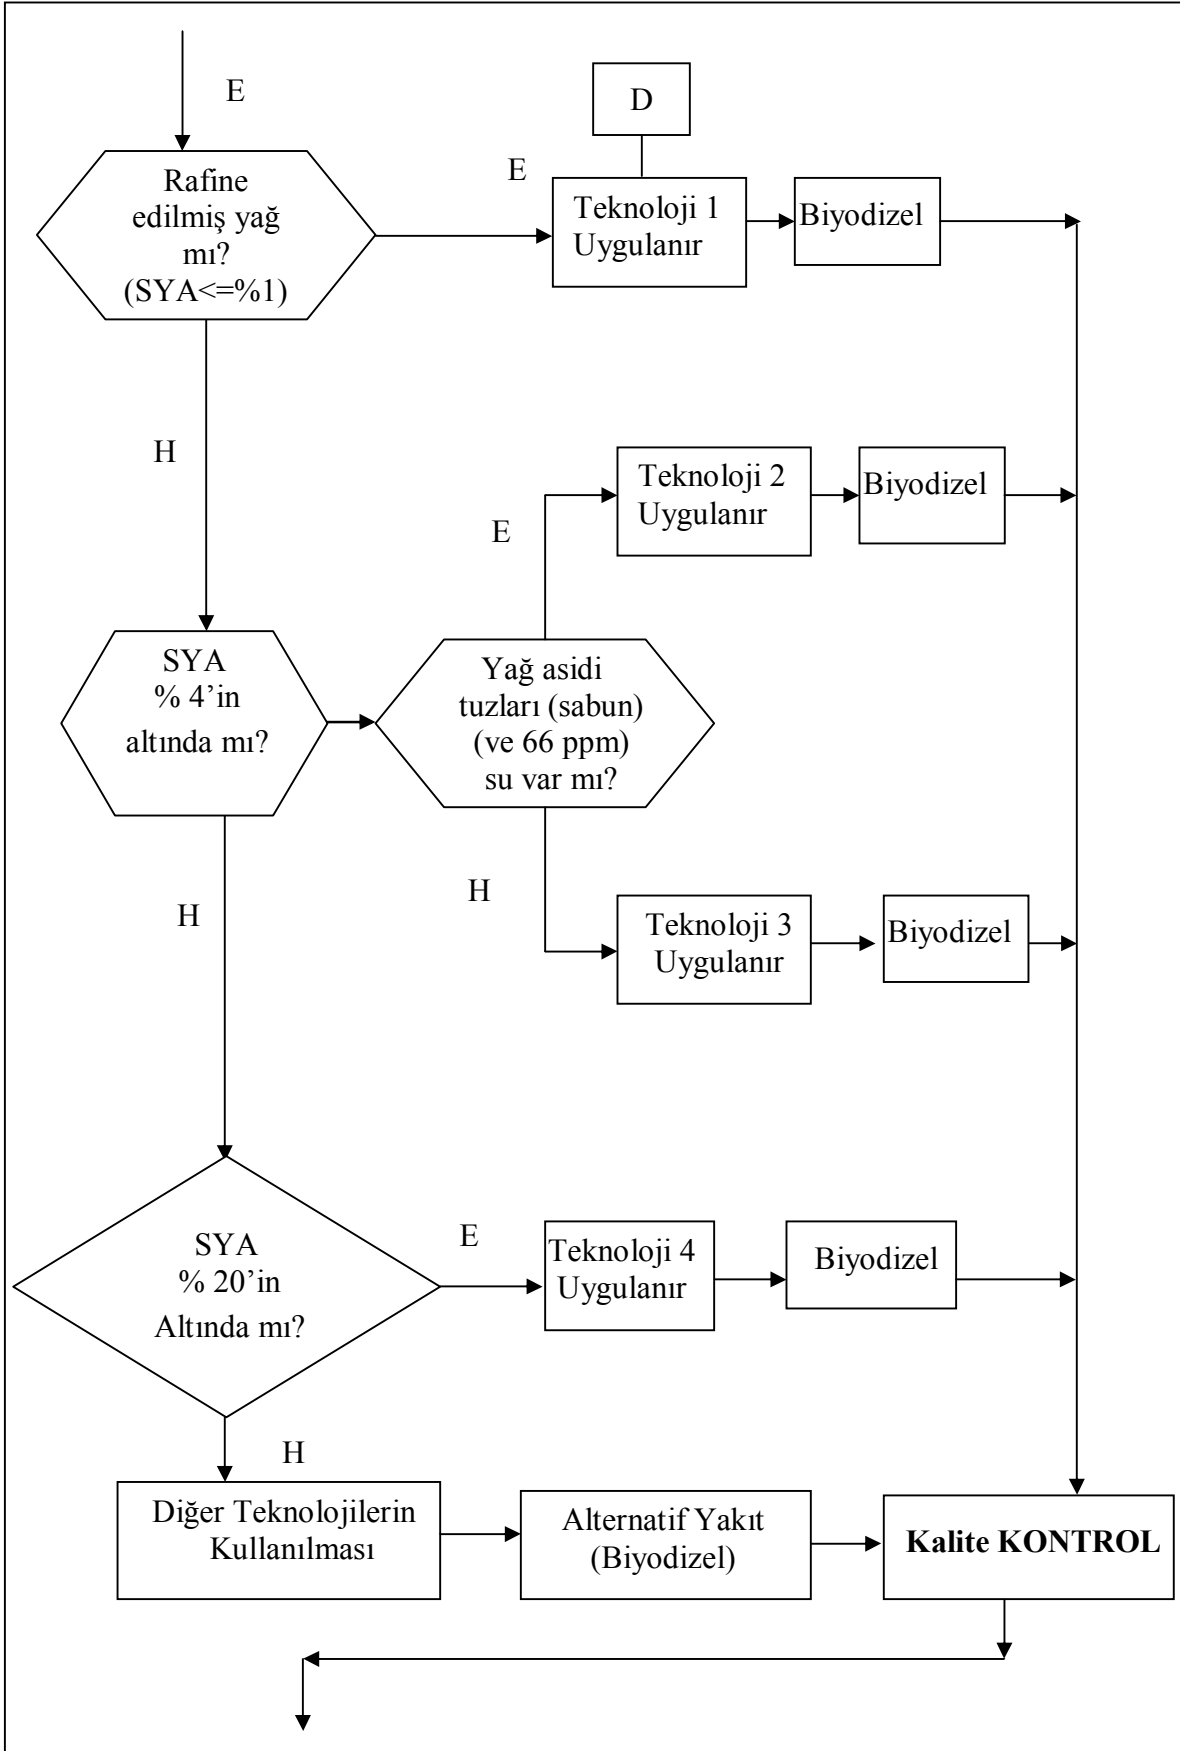 E
D
Rafine
edilmiş yağ
mı?
(SYA<=%1)
E
Teknoloji 1
Uygulanır
Biyodizel
H
Teknoloji 2
Uygulanır
Biyodizel
E
SYA
% 4’in
altında mı?
Yağ asidi
tuzları (sabun)
(ve 66 ppm)
su var mı?
H
H
Teknoloji 3
Uygulanır
Biyodizel
SYA
% 20’in
Altında mı?
E
Teknoloji 4
Uygulanır
Biyodizel
H
Diğer Teknolojilerin
Kullanılması
Alternatif Yakıt
(Biyodizel)
Kalite KONTROL